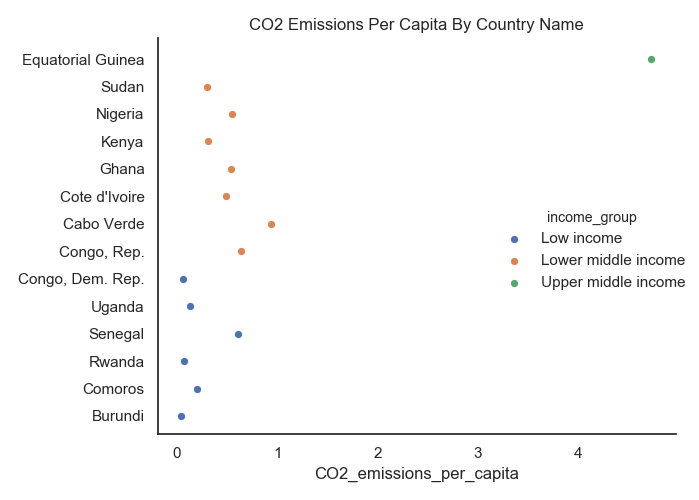 CO2 Emissions Per Capita By Country Name
Equatorial Guinea
Sudan
Nigeria
Kenya
Ghana
Cote d'Ivoire
Cabo Verde
Congo, Rep.
Congo, Dem. Rep.
Uganda
Senegal
Rwanda
Comoros
Burundi
income_group
Low income
Lower middle income
Upper middle income
0 1 2 3 4
CO2_emissions_per_capita